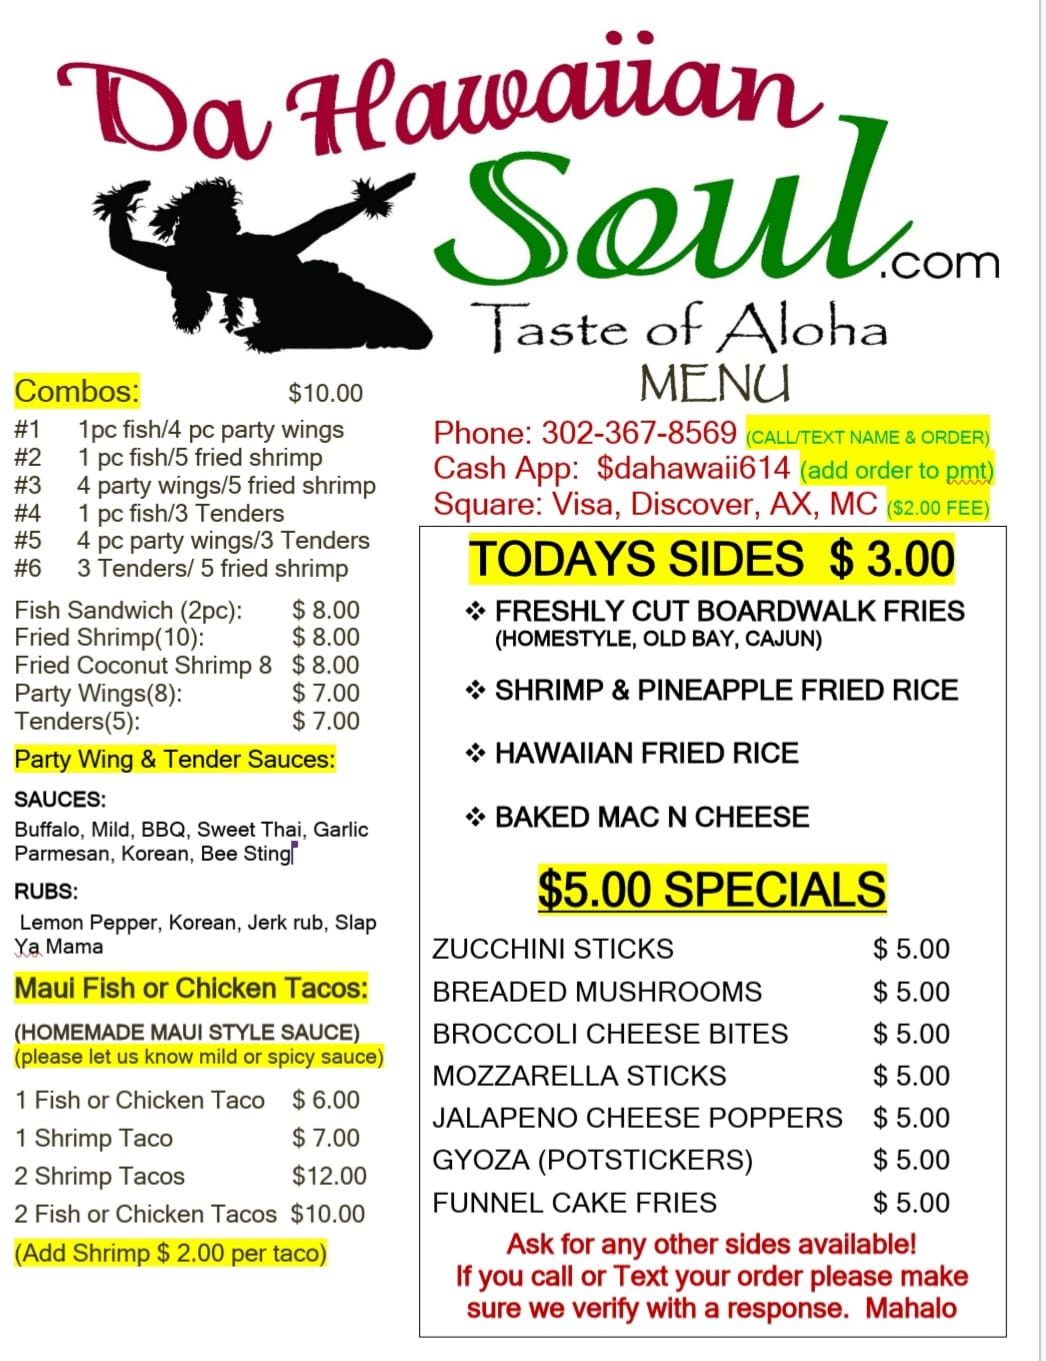 Da Hawaiian
Soul.com
Taste of Aloha
MENU
Combos: $10.00
#1 1pc fish/4 pc party wings
#2 1 pc fish/5 fried shrimp
#3 4 party wings/5 fried shrimp
#4 1 pc fish/3 Tenders
#5 4 pc party wings/3 Tenders
#6 3 Tenders/ 5 fried shrimp
Fish Sandwich (2pc): $ 8.00
Fried Shrimp(10): $ 8.00
Fried Coconut Shrimp 8 $ 8.00
Party Wings(8): $ 7.00
Tenders(5): $ 7.00
Party Wing & Tender Sauces:
SAUCES:
Buffalo, Mild, BBQ, Sweet Thai, Garlic
Parmesan, Korean, Bee Sting
RUBS:
Lemon Pepper, Korean, Jerk rub, Slap
Ya Mama
Maui Fish or Chicken Tacos:
(HOMEMADE MAUI STYLE SAUCE)
(please let us know mild or spicy sauce)
1 Fish or Chicken Taco $ 6.00
1 Shrimp Taco $ 7.00
2 Shrimp Tacos $12.00
2 Fish or Chicken Tacos $10.00
(Add Shrimp $ 2.00 per taco)
Phone: 302-367-8569 (CALL/TEXT NAME & ORDER)
Cash App: $dahawaii614 (add order to pmt)
Square: Visa, Discover, AX, MC ($2.00 FEE)
TODAYS SIDES $ 3.00
❖ FRESHLY CUT BOARDWALK FRIES
(HOMESTYLE, OLD BAY, CAJUN)
❖ SHRIMP & PINEAPPLE FRIED RICE
❖ HAWAIIAN FRIED RICE
❖ BAKED MAC N CHEESE
$5.00 SPECIALS
ZUCCHINI STICKS $ 5.00
BREADED MUSHROOMS $ 5.00
BROCCOLI CHEESE BITES $ 5.00
MOZZARELLA STICKS $ 5.00
JALAPENO CHEESE POPPERS $ 5.00
GYOZA (POTSTICKERS) $ 5.00
FUNNEL CAKE FRIES $ 5.00
Ask for any other sides available!
If you call or Text your order please make
sure we verify with a response. Mahalo